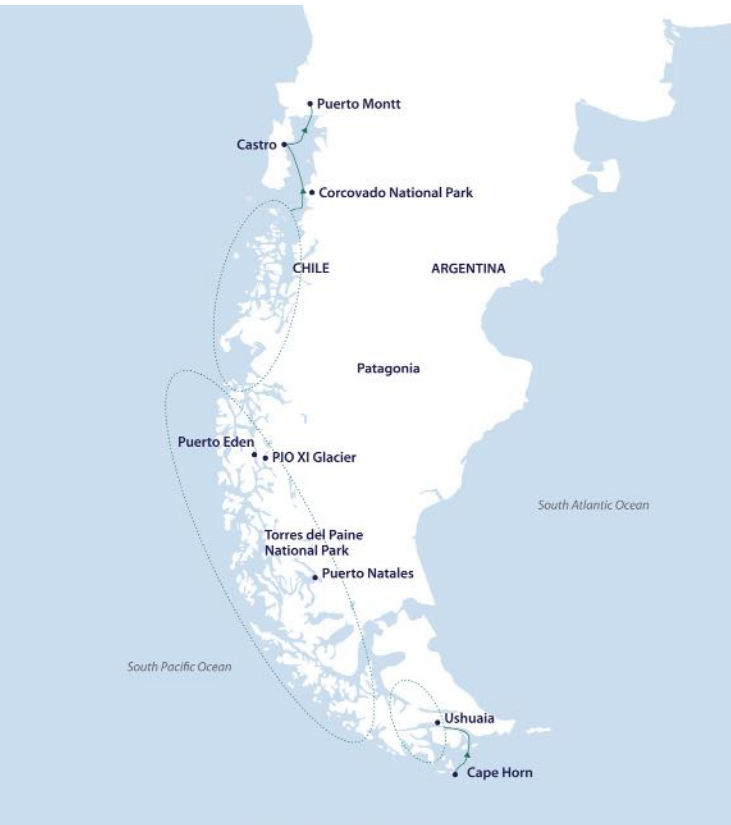 Puerto Montt
Castro
Corcovado National Park
CHILE
ARGENTINA
Patagonia
Puerto Eden
PIO XI Glacier
South Atlantic Ocean
Torres del Paine
National Park
Puerto Natales
South Pacific Ocean
Ushuaia
Cape Horn